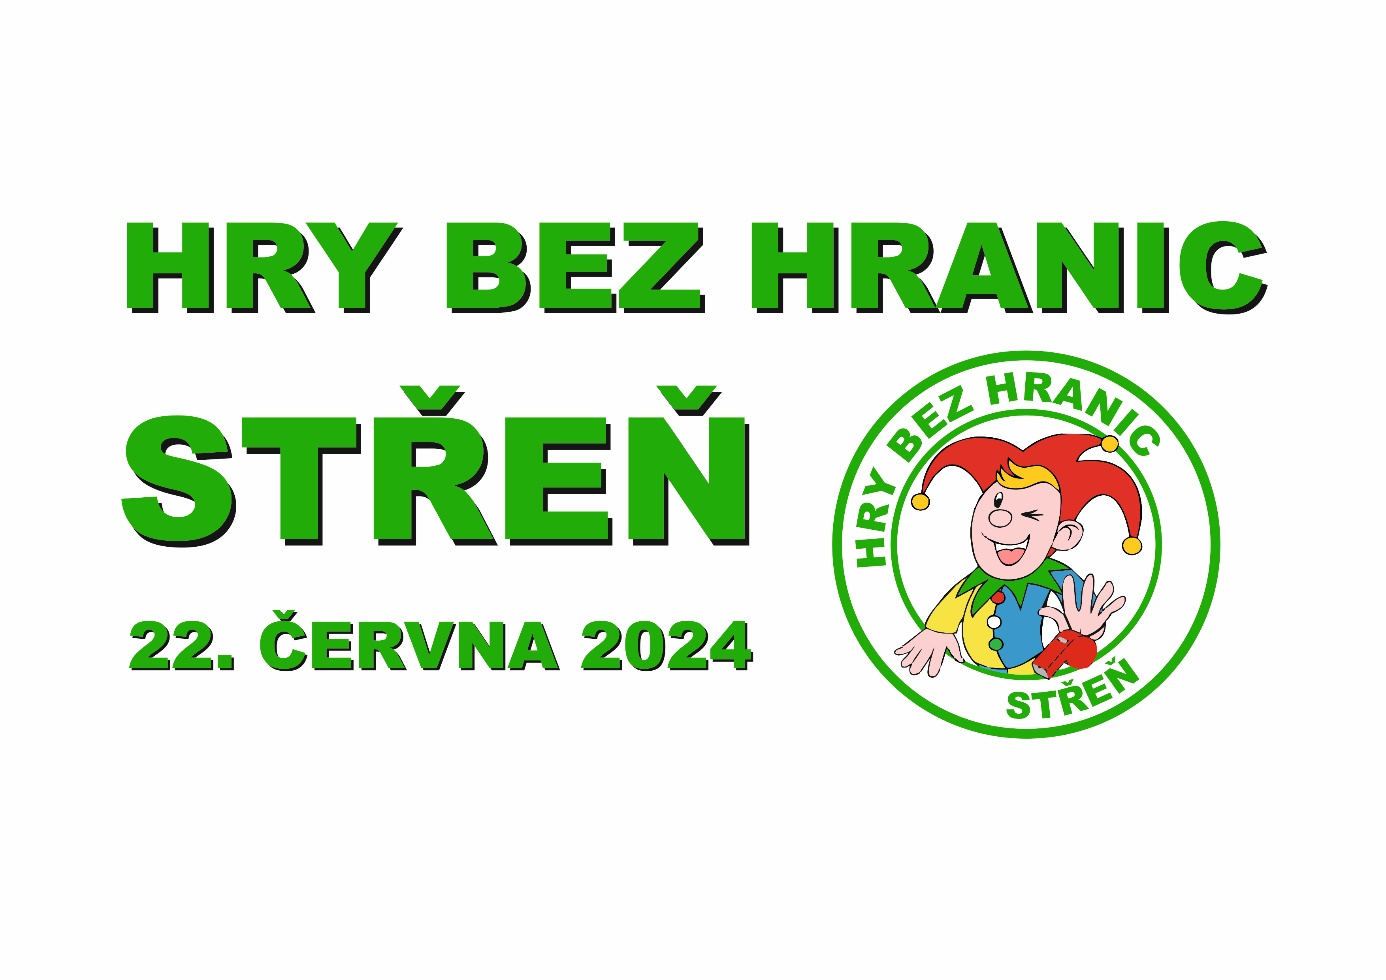 HRY BEZ HRANIC
STŘEŇ
22. ČERVNA 2024
HRY BEZ HRANIC
STŘEŇ